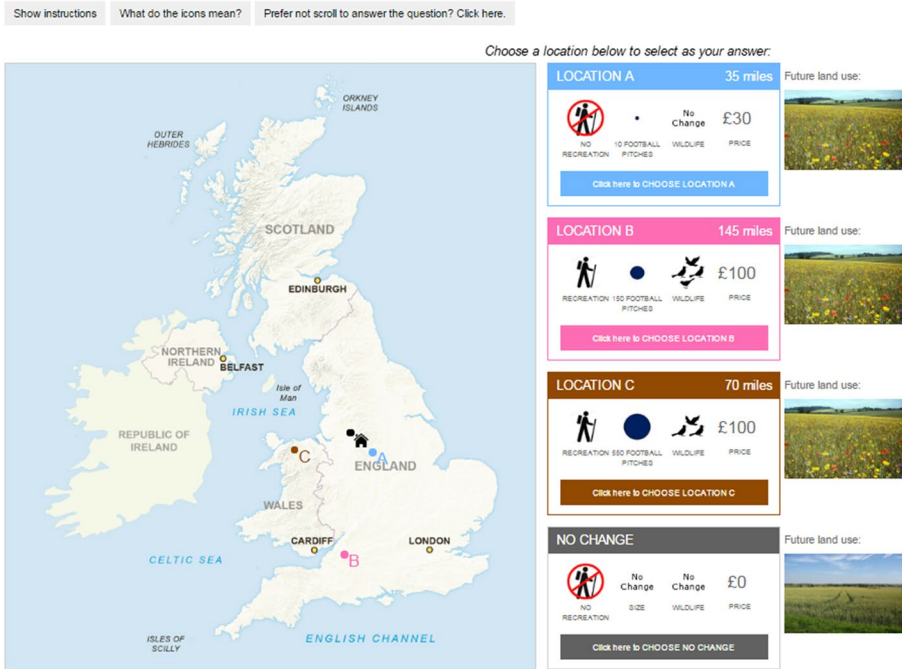 Show instructions
What do the icons mean?
Prefer not scroll to answer the question? Click here.
Choose a location below to select as your answer:
ORKNEY
ISLANDS
OUTER
HEBRIDES
SCOTLAND
EDINBURGH
NORTHERN
IRELAND
BELFAST
Isle of
Man
IRISH SEA
REPUBLIC OF
IRELAND
C
A
ENGLAND
WALES
CARDIFF
LONDON
B
CELTIC SEA
ISLES OF
SCILLY
ENGLISH CHANNEL
LOCATION A 35 miles
Future land use:
No
Change
£30
NO
RECREATION
10 FOOTBALL
PITCHES
WILDLIFE
PRICE
Click here to CHOOSE LOCATION A
LOCATION B 145 miles
Future land use:
£100
RECREATION
150 FOOTBALL
PITCHES
WILDLIFE
PRICE
Click here to CHOOSE LOCATION B
LOCATION C 70 miles
Future land use:
£100
RECREATION
550 FOOTBALL
PITCHES
WILDLIFE
PRICE
Click here to CHOOSE LOCATION C
NO CHANGE
Future land use:
No
Change
No
Change
£0
NO
RECREATION
SIZE
WILDLIFE
PRICE
Click here to CHOOSE NO CHANGE